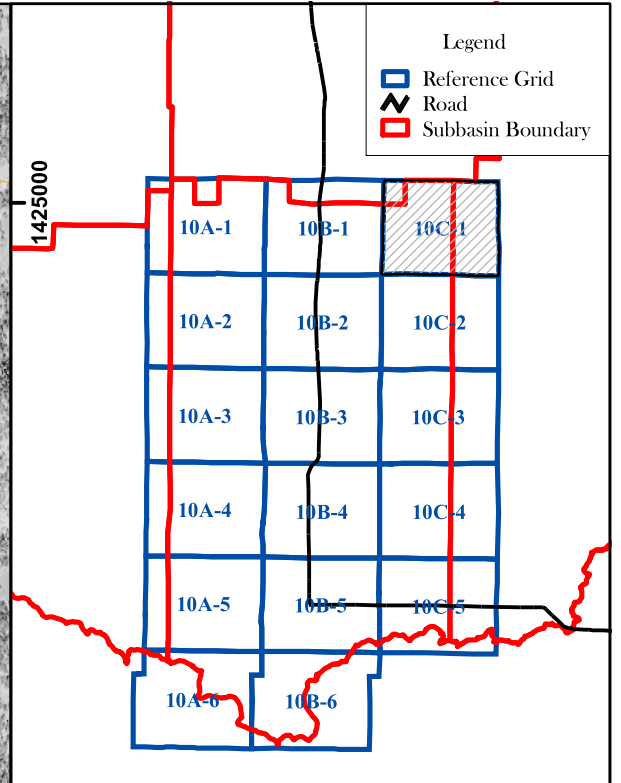 Legend
Reference Grid
Road
Subbasin Boundary
1425000
10A-1 10B-1 10C-1
10A-2 10B-2 10C-2
10A-3 10B-3 10C-3
10A-4 10B-4 10C-4
10A-5 10B-5 10C-5
10A-6 10B-6